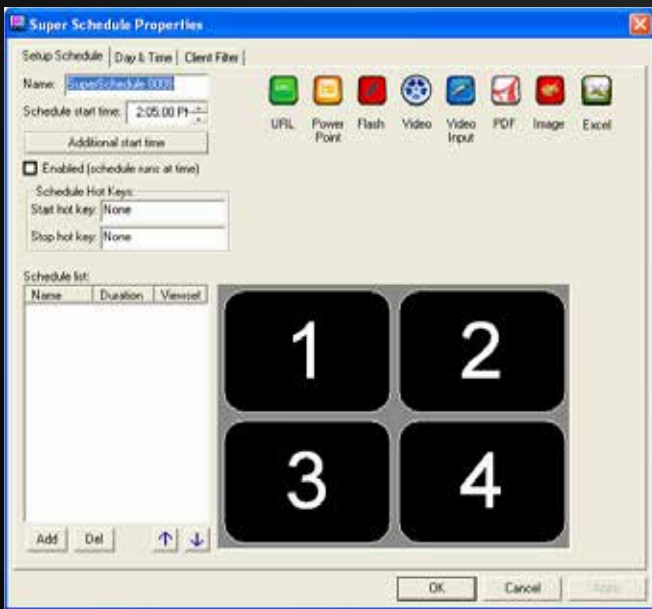 Super Schedule Properties
Setup Schedule Day & Time Client Filter
Name: SuperSchedule 0005
Schedule start time: 2:05:00 PM
Additional start time
Enabled (schedule runs at time)
Schedule Hot Keys:
Start hot key: None
Stop hot key: None
URL Power Point Flash Video Video Input PDF Image Excel
Schedule list:
Name Duration Viewset
1 2
3 4
Add Del
OK Cancel Apply